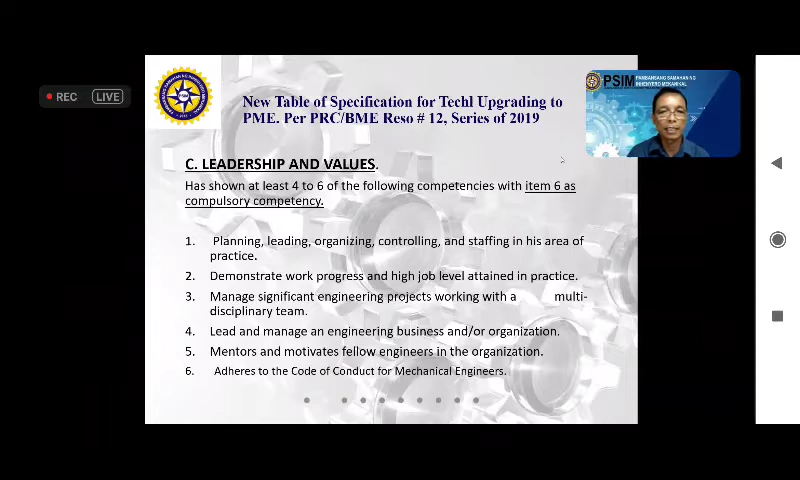 REC LIVE
New Table of Specification for Techl Upgrading to
PME. Per PRC/BME Reso # 12, Series of 2019
PSIM PAMBANSANG SAMAHAN NG
INHENYERO MEKANIKAL
C. LEADERSHIP AND VALUES.
Has shown at least 4 to 6 of the following competencies with item 6 as
compulsory competency.
1. Planning, leading, organizing, controlling, and staffing in his area of
practice.
2. Demonstrate work progress and high job level attained in practice.
3. Manage significant engineering projects working with a multi-
disciplinary team.
4. Lead and manage an engineering business and/or organization.
5. Mentors and motivates fellow engineers in the organization.
6. Adheres to the Code of Conduct for Mechanical Engineers.